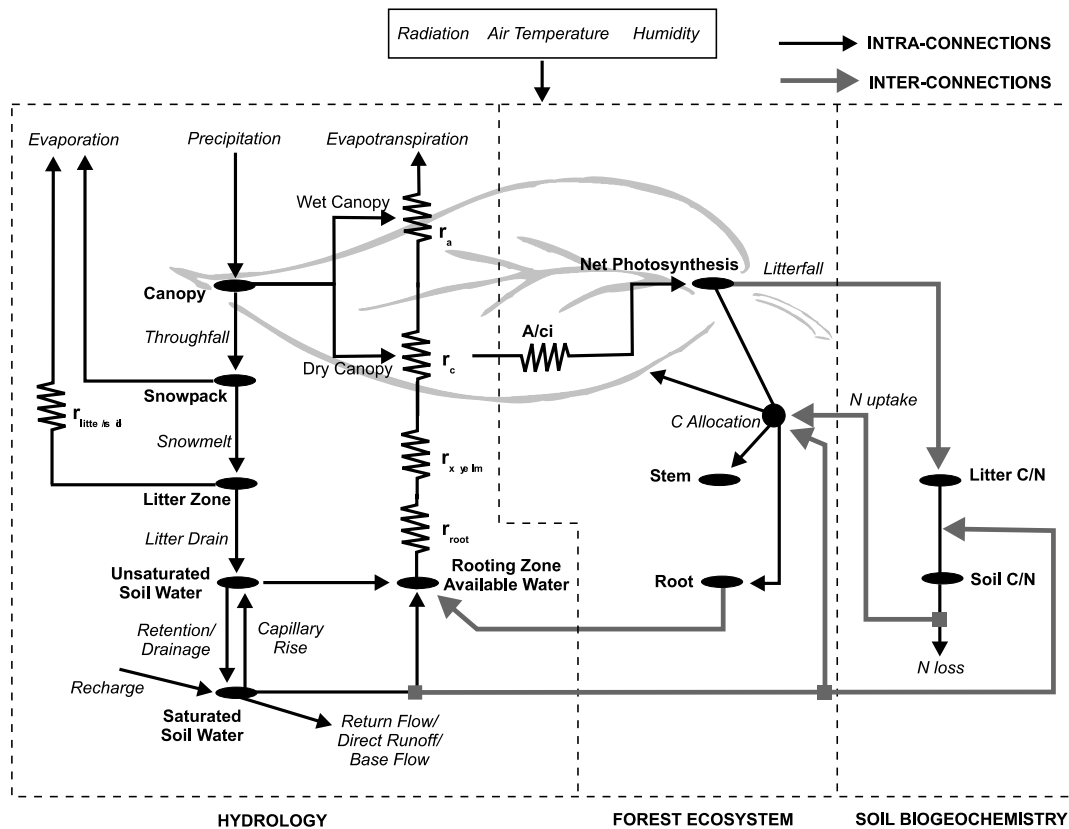 Radiation Air Temperature Humidity
INTRA-CONNECTIONS
INTER-CONNECTIONS
Evaporation
Precipitation
Evapotranspiration
Wet Canopy
r a
Net Photosynthesis
Litterfall
Canopy
Throughfall
A/ci
Dry Canopy
r c
Snowpack
r litte /s d
C Allocation
N uptake
Snowmelt
r x ye lm
Stem
Litter C/N
Litter Zone
Litter Drain
r root
Unsaturated
Soil Water
Rooting Zone
Available Water
Root
Soil C/N
Retention/
Drainage
Capillary
Rise
N loss
Recharge
Saturated
Soil Water
Return Flow/
Direct Runoff/
Base Flow
HYDROLOGY
FOREST ECOSYSTEM
SOIL BIOGEOCHEMISTRY